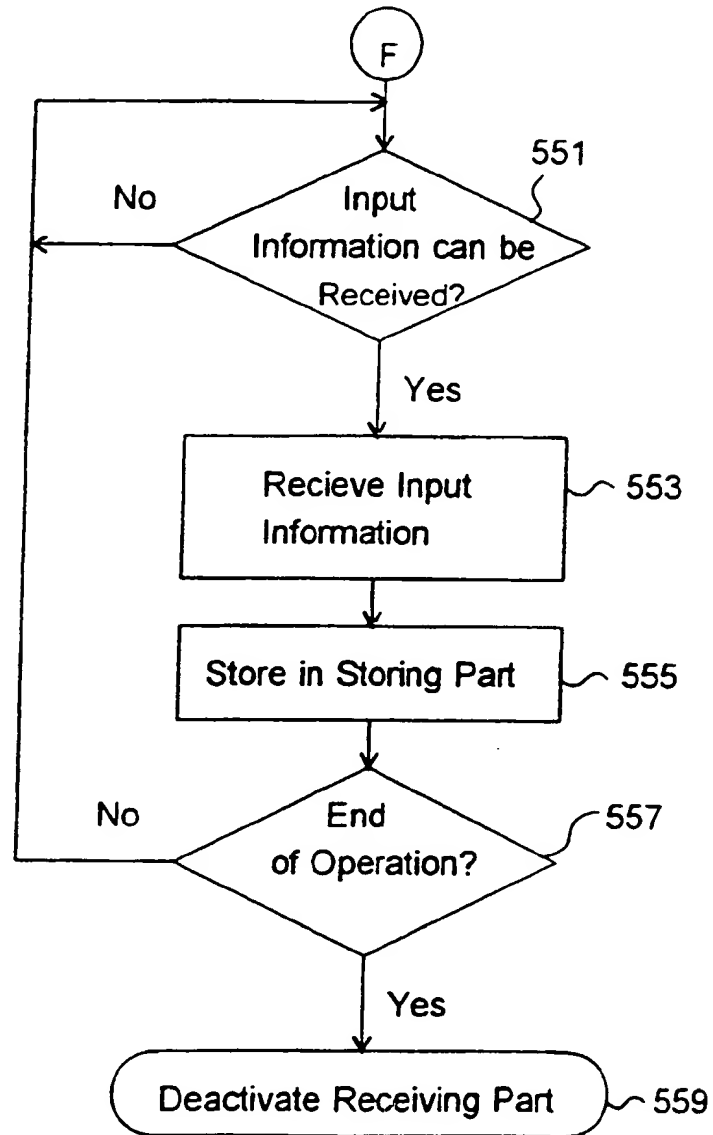 F
551
No
Input
Information can be
Received?
Yes
Recieve Input
Information
553
Store in Storing Part
555
No
End
of Operation?
557
Yes
Deactivate Receiving Part
559